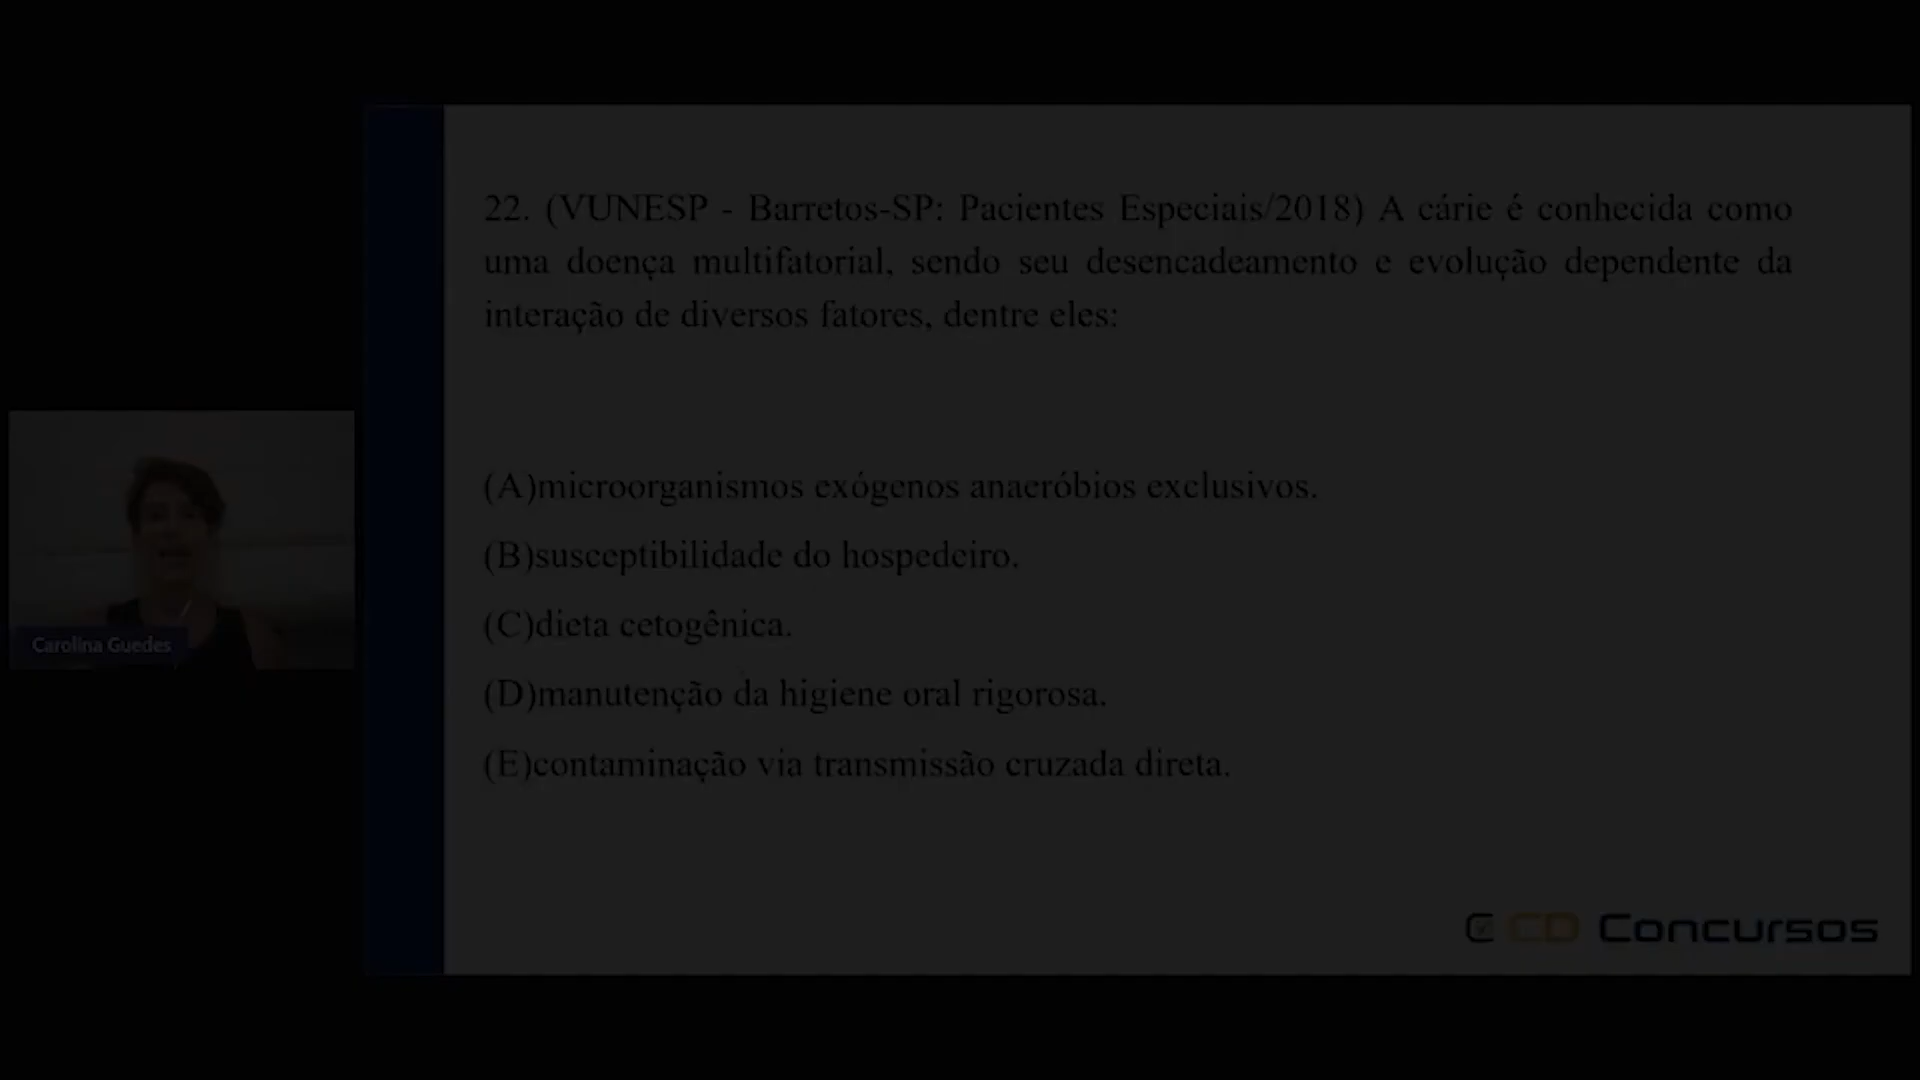 22. (VUNESP - Barretos-SP: Pacientes Especiais/2018) A cárie é conhecida como
uma doença multifatorial, sendo seu desencadeamento e evolução dependente da
interação de diversos fatores, dentre eles:
(A)microorganismos exógenos anaeróbios exclusivos.
(B)susceptibilidade do hospedeiro.
(C)dieta cetogênica.
(D)manutenção da higiene oral rigorosa.
(E)contaminação via transmissão cruzada direta.
Carolina Guedes
CD Concursos